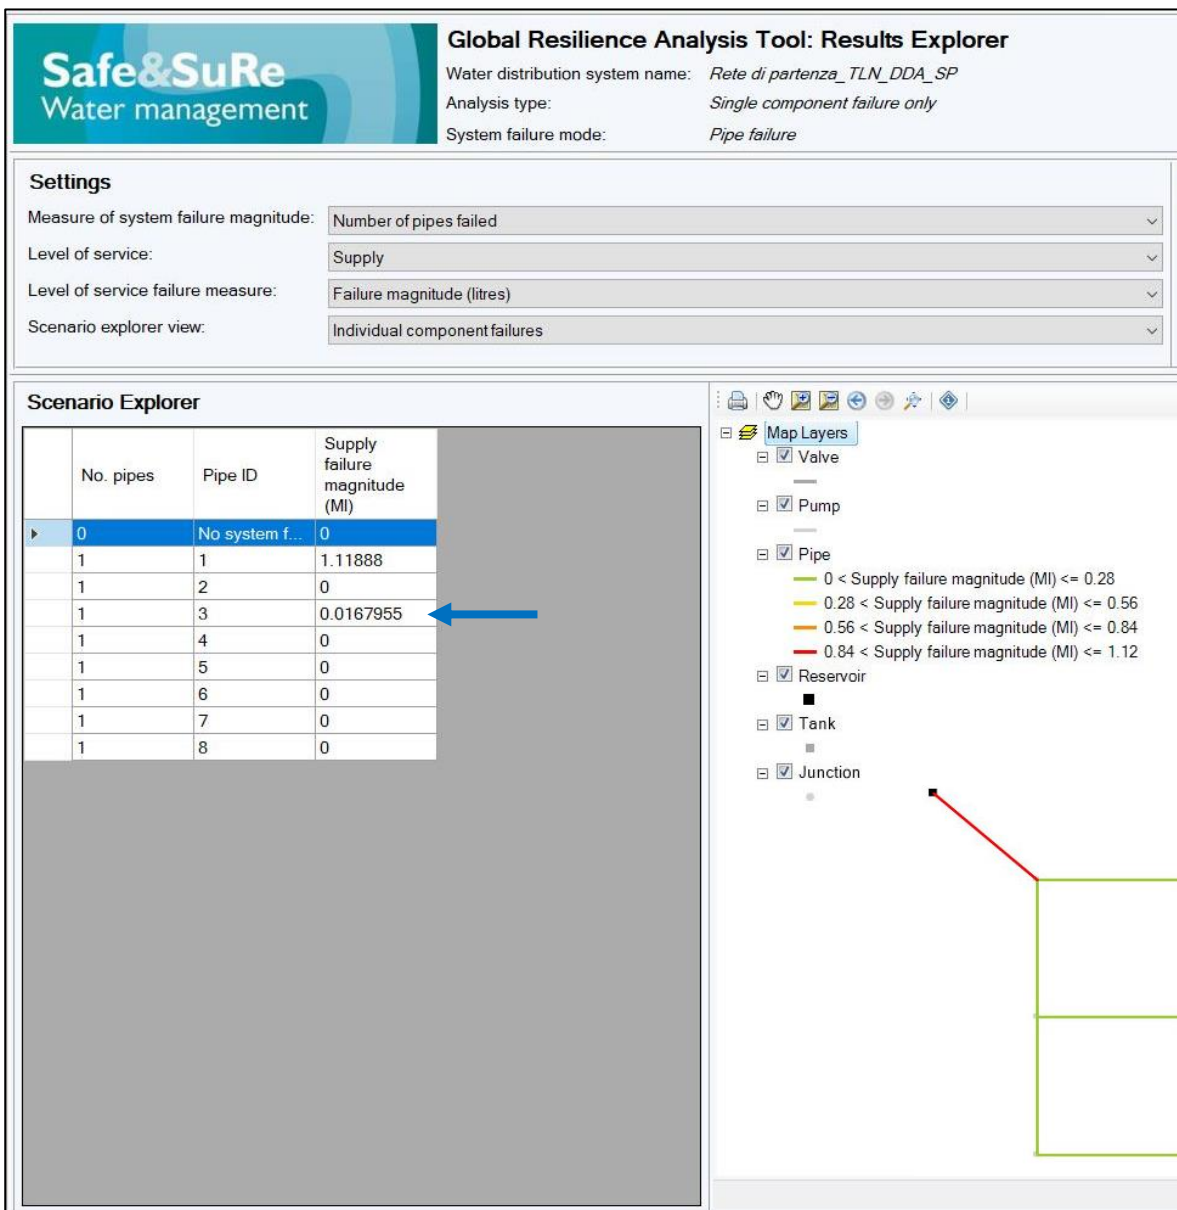 Safe&SuRe
Water management
Global Resilience Analysis Tool: Results Explorer
Water distribution system name: Rete di partenza_TLN_DDA_SP
Analysis type: Single component failure only
System failure mode: Pipe failure
Settings
Measure of system failure magnitude: Number of pipes failed
Level of service: Supply
Level of service failure measure: Failure magnitude (litres)
Scenario explorer view: Individual component failures
Scenario Explorer
No. pipes Pipe ID Supply
failure
magnitude
(Ml)
0 No system f... 0
1 1 1.11888
1 2 0
1 3 0.0167955
1 4 0
1 5 0
1 6 0
1 7 0
1 8 0
Map Layers
Valve
Pump
Pipe
0 < Supply failure magnitude (Ml) <= 0.28
0.28 < Supply failure magnitude (Ml) <= 0.56
0.56 < Supply failure magnitude (Ml) <= 0.84
0.84 < Supply failure magnitude (Ml) <= 1.12
Reservoir
Tank
Junction